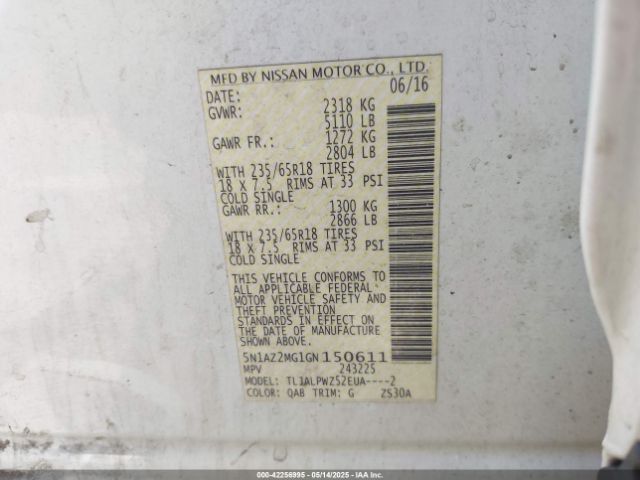 MFD BY NISSAN MOTOR CO., LTD.
DATE: 06/16
GVWR: 2318 KG
5110 LB
GAWR FR.: 1272 KG
2804 LB
WITH 235/65R18 TIRES
18 X 7.5 RIMS AT 33 PSI
COLD SINGLE
GAWR RR.: 1300 KG
2866 LB
WITH 235/65R18 TIRES
18 X 7.5 RIMS AT 33 PSI
COLD SINGLE
THIS VEHICLE CONFORMS TO
ALL APPLICABLE FEDERAL
MOTOR VEHICLE SAFETY AND
THEFT PREVENTION
STANDARDS IN EFFECT ON
THE DATE OF MANUFACTURE
SHOWN ABOVE.
5N1AZ2MG1GN150611
MPV 243225
MODEL: TL1ALPWZ52EUA----2
COLOR: QAB TRIM: G ZS30A
000-42256995 — 05/14/2025 — IAAI.COM